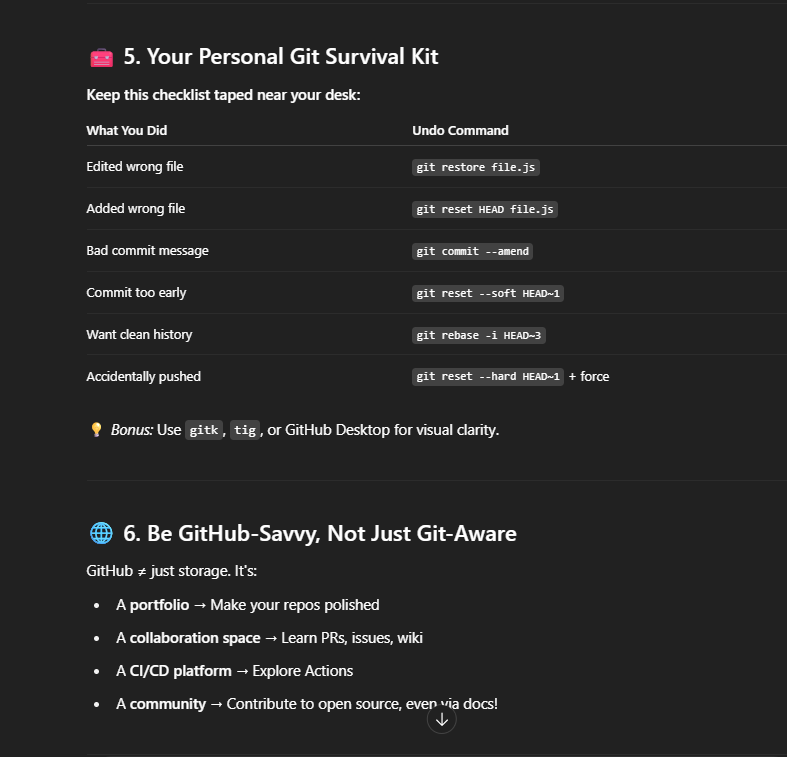 🧰 5. Your Personal Git Survival Kit
Keep this checklist taped near your desk:
What You Did Undo Command
Edited wrong file git restore file.js
Added wrong file git reset HEAD file.js
Bad commit message git commit --amend
Commit too early git reset --soft HEAD~1
Want clean history git rebase -i HEAD~3
Accidentally pushed git reset --hard HEAD~1 + force
💡 Bonus: Use gitk, tig, or GitHub Desktop for visual clarity.
🌐 6. Be GitHub-Savvy, Not Just Git-Aware
GitHub ≠ just storage. It's:
• A portfolio → Make your repos polished
• A collaboration space → Learn PRs, issues, wiki
• A CI/CD platform → Explore Actions
• A community → Contribute to open source, even via docs!